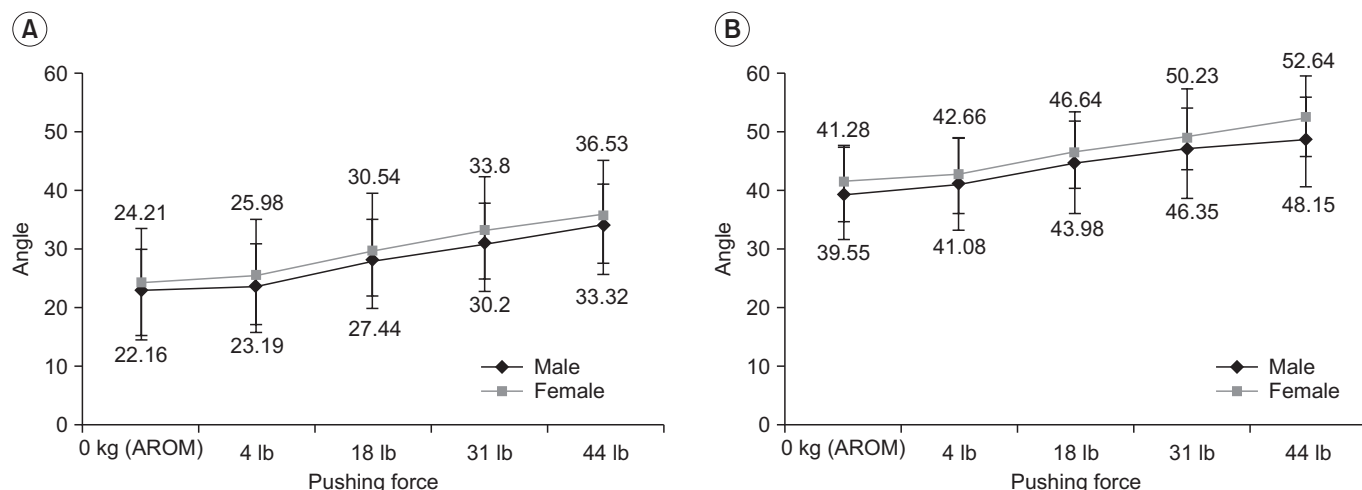 A
60
50
40
30
20
10
0
Angle
24.21
25.98
30.54
33.8
36.53
22.16
23.19
27.44
30.2
33.32
Male
Female
0 kg (AROM)
4 lb
18 lb
31 lb
44 lb
Pushing force
B
60
50
40
30
20
10
0
Angle
41.28
42.66
46.64
50.23
52.64
39.55
41.08
43.98
46.35
48.15
Male
Female
0 kg (AROM)
4 lb
18 lb
31 lb
44 lb
Pushing force